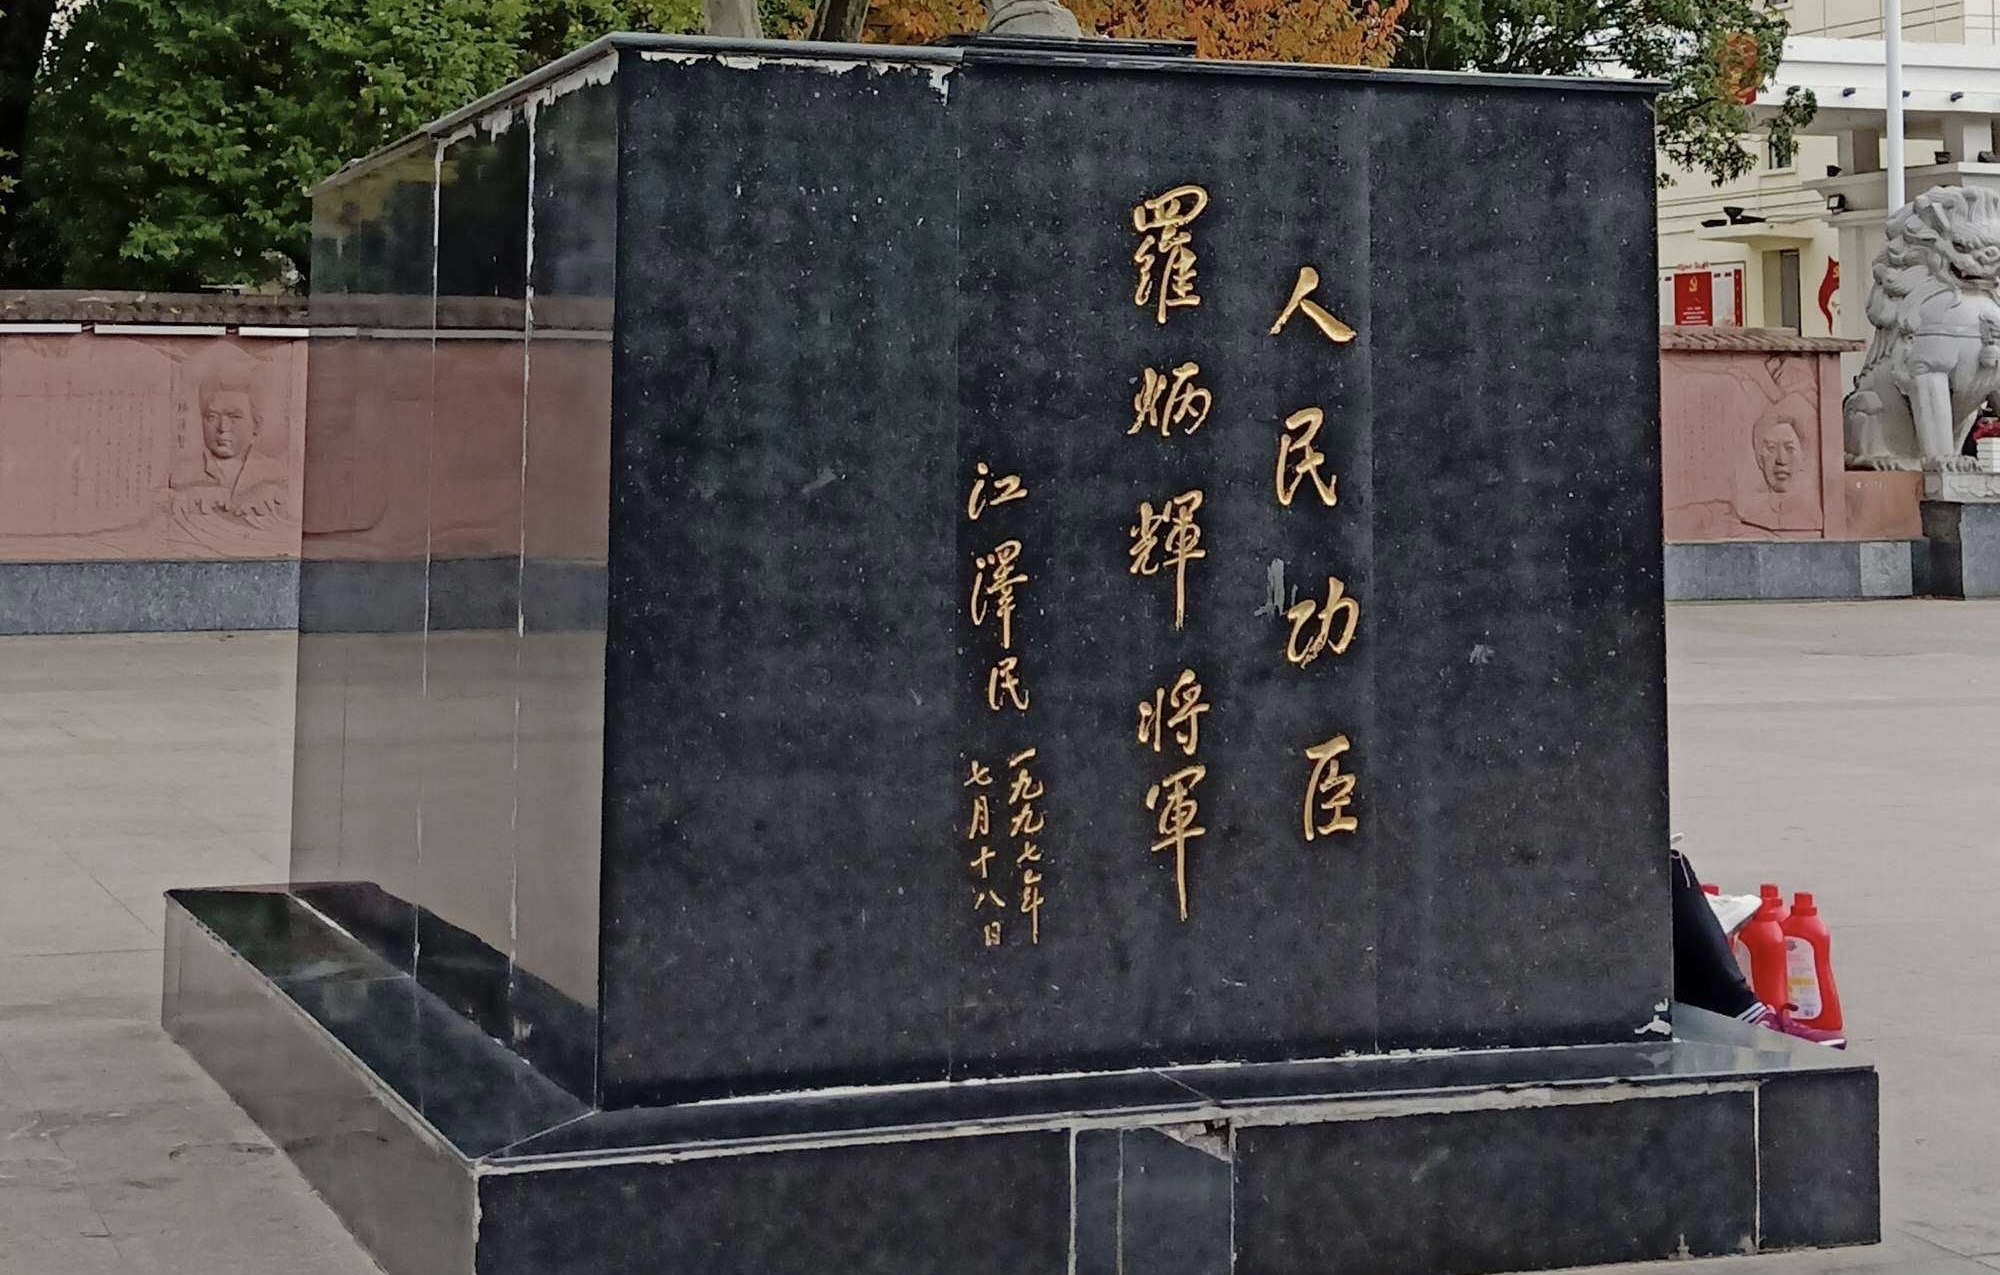 人民功臣
羅炳輝将軍
江澤民
一九九七年
七月十八日